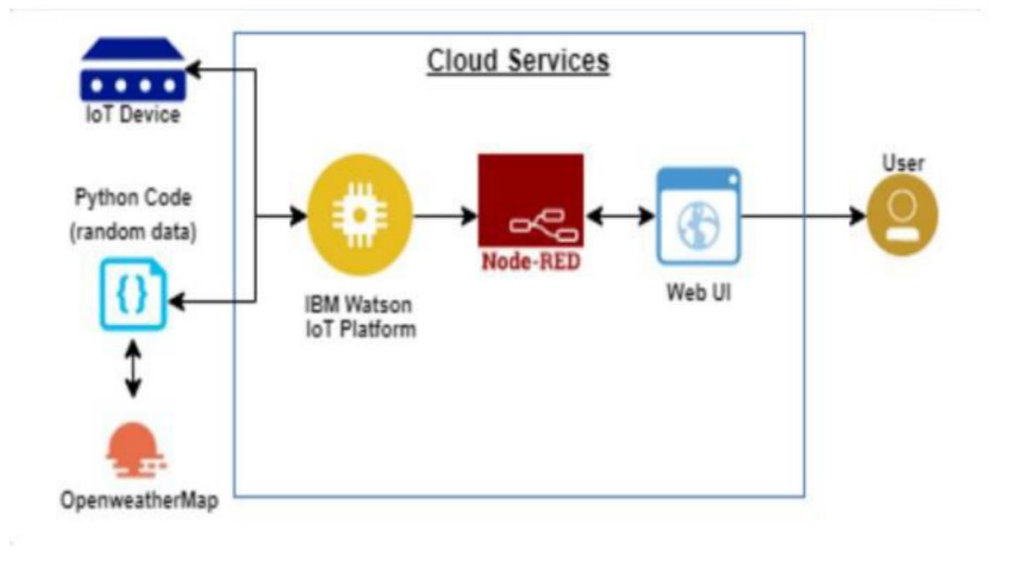 Cloud Services
IoT Device
Python Code
(random data)
{}
OpenweatherMap
IBM Watson
IoT Platform
Node-RED
Web UI
User